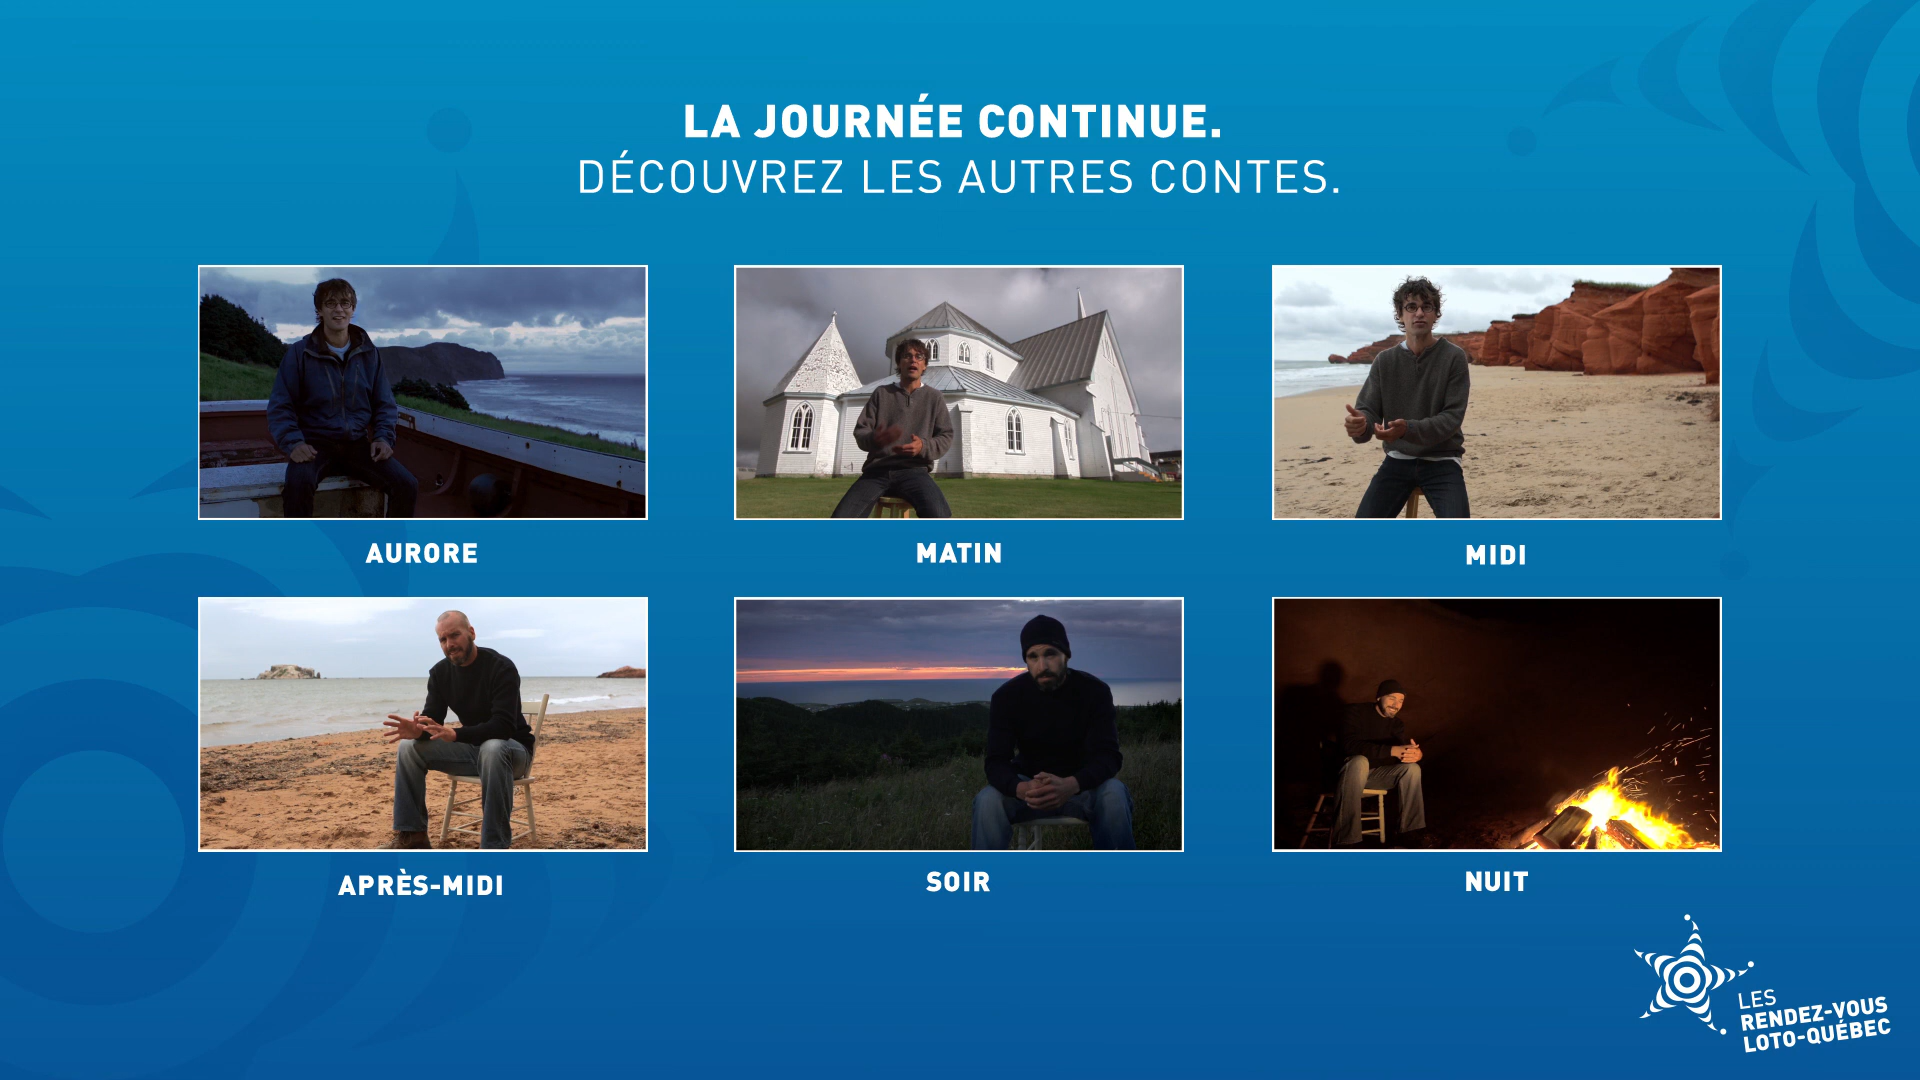 LA JOURNÉE CONTINUE.
DÉCOUVREZ LES AUTRES CONTES.
AURORE
MATIN
MIDI
APRÈS-MIDI
SOIR
NUIT
LES
RENDEZ-VOUS
LOTO-QUÉBEC